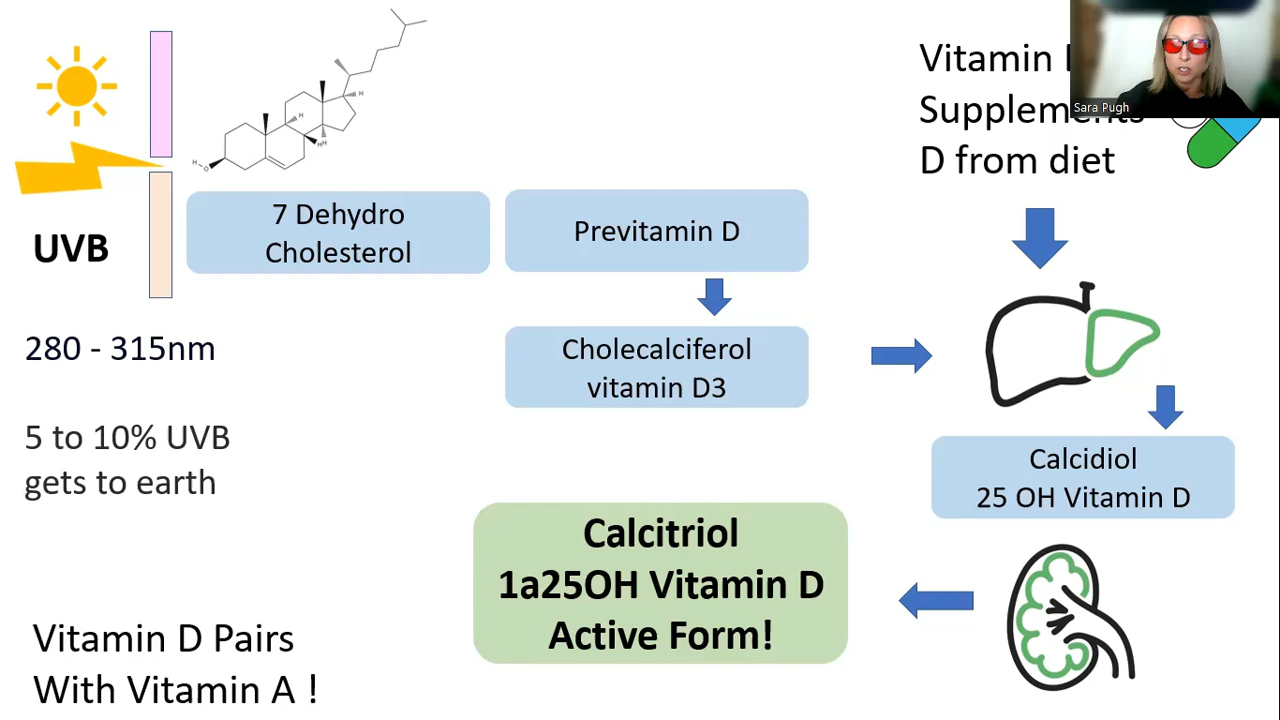 UVB
280 - 315nm
5 to 10% UVB
gets to earth
Vitamin D Pairs
With Vitamin A !
H
O
H
H
H
H
7 Dehydro
Cholesterol
Previtamin D
Cholecalciferol
vitamin D3
Vitamin
Supplements
D from diet
Sara Pugh
Calcidiol
25 OH Vitamin D
Calcitriol
1a25OH Vitamin D
Active Form!